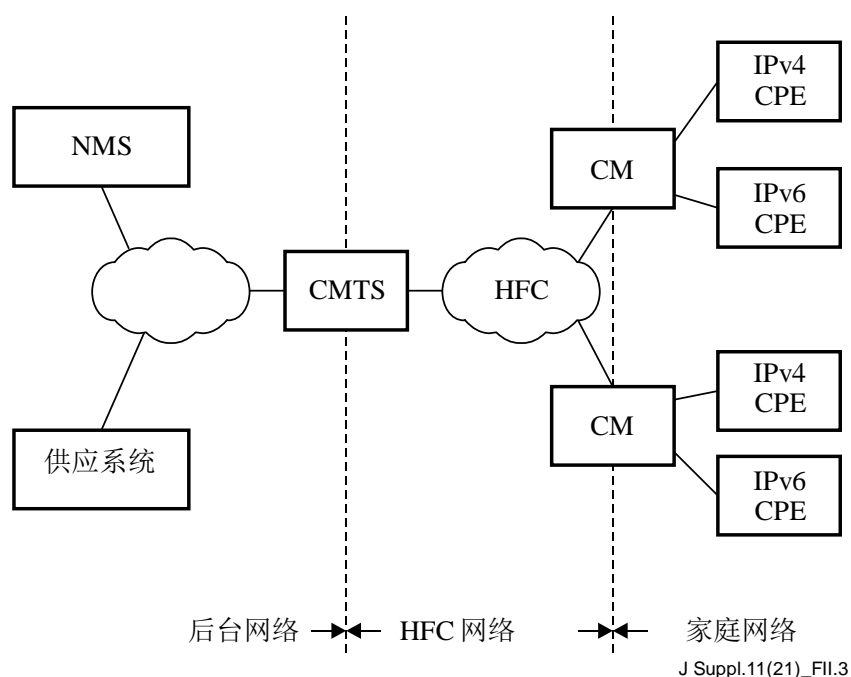 IPv4
CPE
NMS
CM
IPv6
CPE
CMTS
HFC
IPv4
CPE
CM
供应系统
IPv6
CPE
后台网络
HFC 网络
家庭网络
J Suppl.11(21)_FII.3